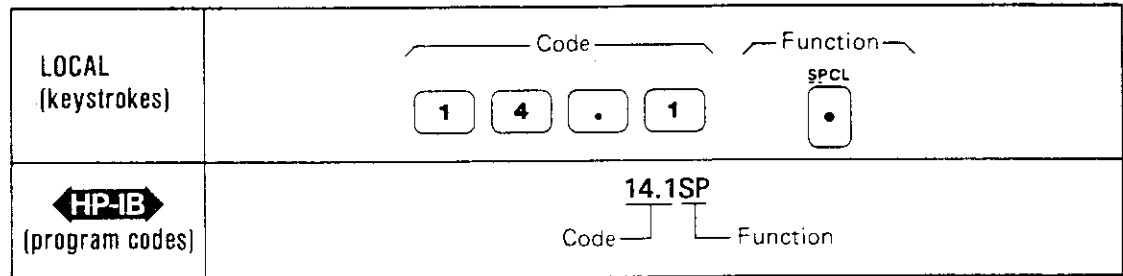 LOCAL
(keystrokes)
Code
Function
SPCL
1 4 . 1 •
HP-IB
(program codes)
14.1SP
Code
Function